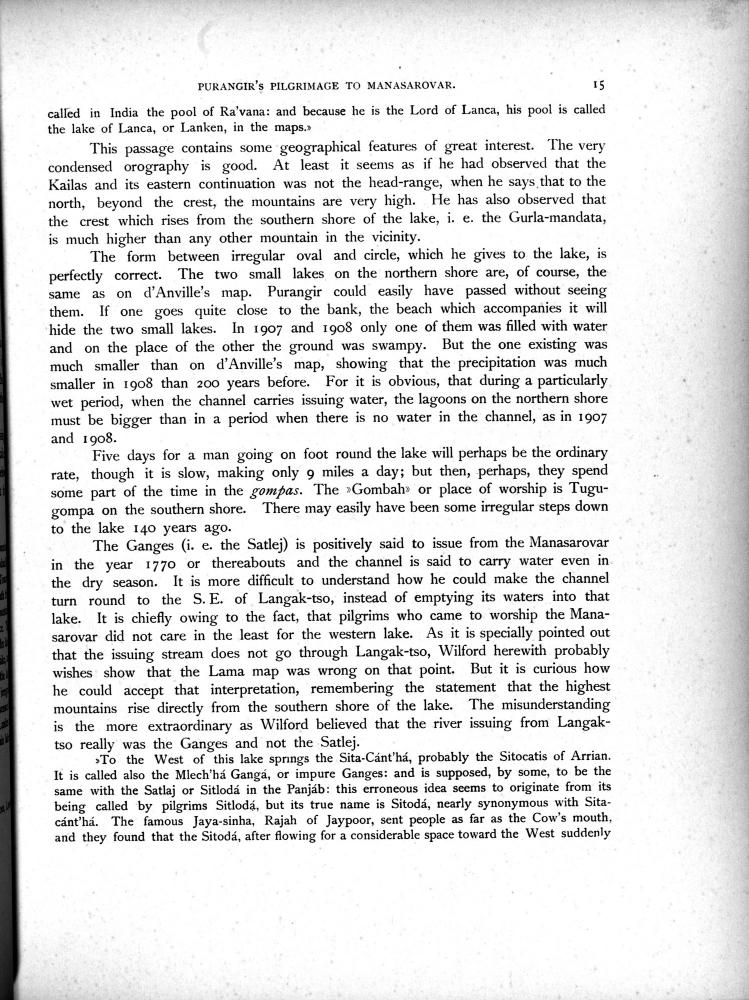 PURANGIR'S PILGRIMAGE TO MANASAROVAR. 15
called in India the pool of Ra'vana: and because he is the Lord of Lanca, his pool is called
the lake of Lanca, or Lanken, in the maps.»
This passage contains some geographical features of great interest. The very
condensed orography is good. At least it seems as if he had observed that the
Kailas and its eastern continuation was not the head-range, when he says that to the
north, beyond the crest, the mountains are very high. He has also observed that
the crest which rises from the southern shore of the lake, i. e. the Gurla-mandata,
is much higher than any other mountain in the vicinity.
The form between irregular oval and circle, which he gives to the lake, is
perfectly correct. The two small lakes on the northern shore are, of course, the
same as on d'Anville's map. Purangir could easily have passed without seeing
them. If one goes quite close to the bank, the beach which accompanies it will
hide the two small lakes. In 1907 and 1908 only one of them was filled with water
and on the place of the other the ground was swampy. But the one existing was
much smaller than on d'Anville's map, showing that the precipitation was much
smaller in 1908 than 200 years before. For it is obvious, that during a particularly
wet period, when the channel carries issuing water, the lagoons on the northern shore
must be bigger than in a period when there is no water in the channel, as in 1907
and 1908.
Five days for a man going on foot round the lake will perhaps be the ordinary
rate, though it is slow, making only 9 miles a day; but then, perhaps, they spend
some part of the time in the gompas. The »Gombah» or place of worship is Tugu-
gompa on the southern shore. There may easily have been some irregular steps down
to the lake 140 years ago.
The Ganges (i. e. the Satlej) is positively said to issue from the Manasarovar
in the year 1770 or thereabouts and the channel is said to carry water even in
the dry season. It is more difficult to understand how he could make the channel
turn round to the S. E. of Langak-tso, instead of emptying its waters into that
lake. It is chiefly owing to the fact, that pilgrims who came to worship the Mana-
sarovar did not care in the least for the western lake. As it is specially pointed out
that the issuing stream does not go through Langak-tso, Wilford herewith probably
wishes show that the Lama map was wrong on that point. But it is curious how
he could accept that interpretation, remembering the statement that the highest
mountains rise directly from the southern shore of the lake. The misunderstanding
is the more extraordinary as Wilford believed that the river issuing from Langak-
tso really was the Ganges and not the Satlej.
»To the West of this lake springs the Sita-Cánt'há, probably the Sitocatis of Arrian.
It is called also the Mlech'há Gangá, or impure Ganges: and is supposed, by some, to be the
same with the Satlaj or Sitlodá in the Panjáb: this erroneous idea seems to originate from its
being called by pilgrims Sitlodá, but its true name is Sitodá, nearly synonymous with Sita-
cánt'há. The famous Jaya-sinha, Rajah of Jaypoor, sent people as far as the Cow's mouth,
and they found that the Sitodá, after flowing for a considerable space toward the West suddenly